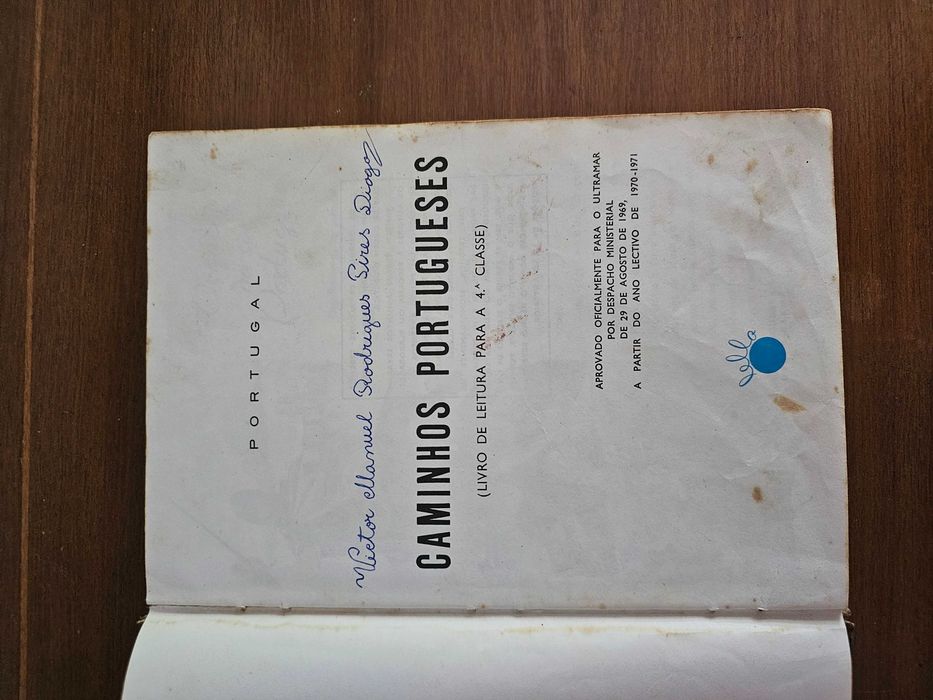 PORTUGAL
Victor Manuel Rodrigues Pires Diogo
CAMINHOS PORTUGUESES
(LIVRO DE LEITURA PARA A 4.ᴬ CLASSE)
APROVADO OFICIALMENTE PARA O ULTRAMAR
POR DESPACHO MINISTERIAL
DE 29 DE AGOSTO DE 1969,
A PARTIR DO ANO LECTIVO DE 1970-1971